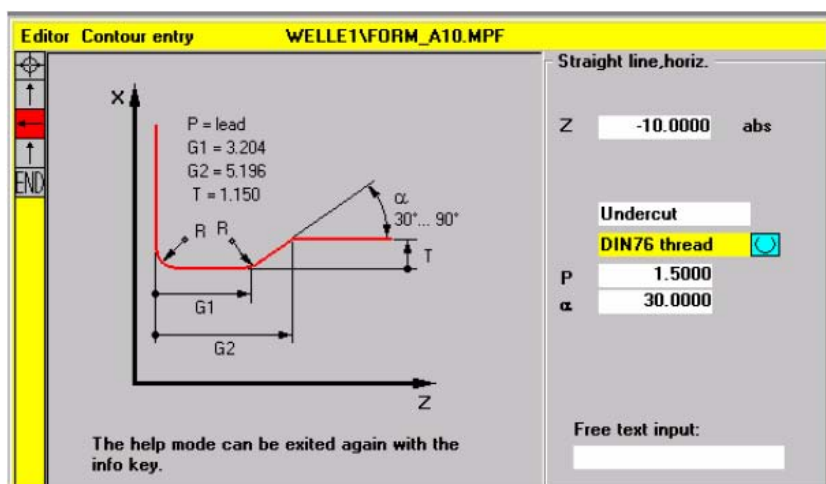 Editor Contour entry WELLE1\FORM_A10.MPF
Straight line,horiz.
X
P = lead
G1 = 3.204
G2 = 5.196
T = 1.150
α
30°... 90°
R R
T
G1
G2
Z
END
The help mode can be exited again with the
info key.
Z -10.0000 abs
Undercut
DIN76 thread
P 1.5000
α 30.0000
Free text input: